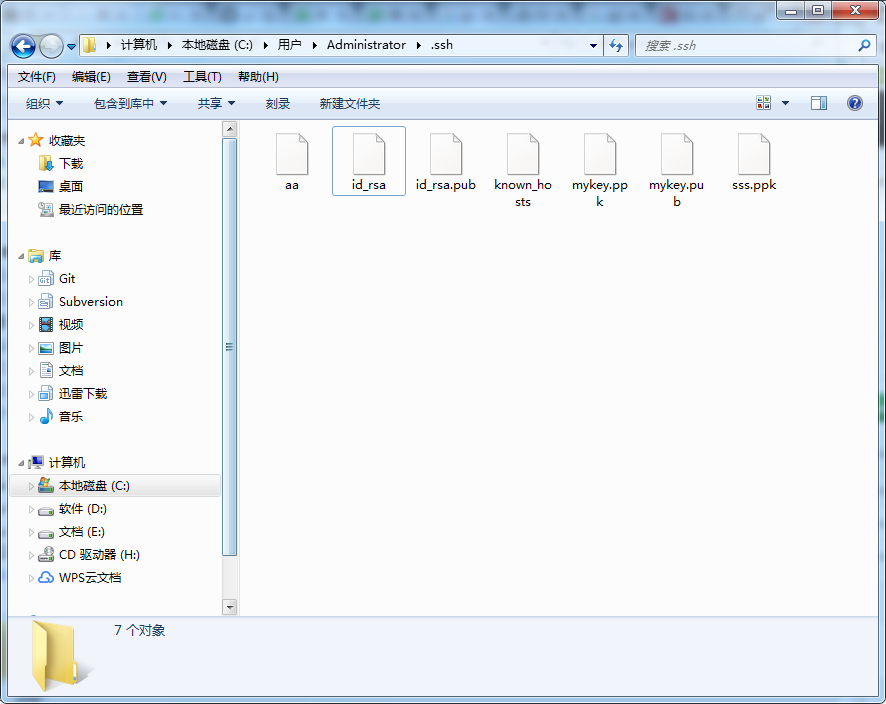 计算机 本地磁盘 (C:) 用户 Administrator .ssh 搜索 .ssh
文件(F) 编辑(E) 查看(V) 工具(T) 帮助(H)
组织 包含到库中 共享 刻录 新建文件夹
收藏夹
下载
桌面
最近访问的位置
库
Git
Subversion
视频
图片
文档
迅雷下载
音乐
计算机
本地磁盘 (C:)
软件 (D:)
文档 (E:)
CD 驱动器 (H:)
WPS云文档
aa
id_rsa
id_rsa.pub
known_ho
sts
mykey.pp
k
mykey.pu
b
sss.ppk
7 个对象